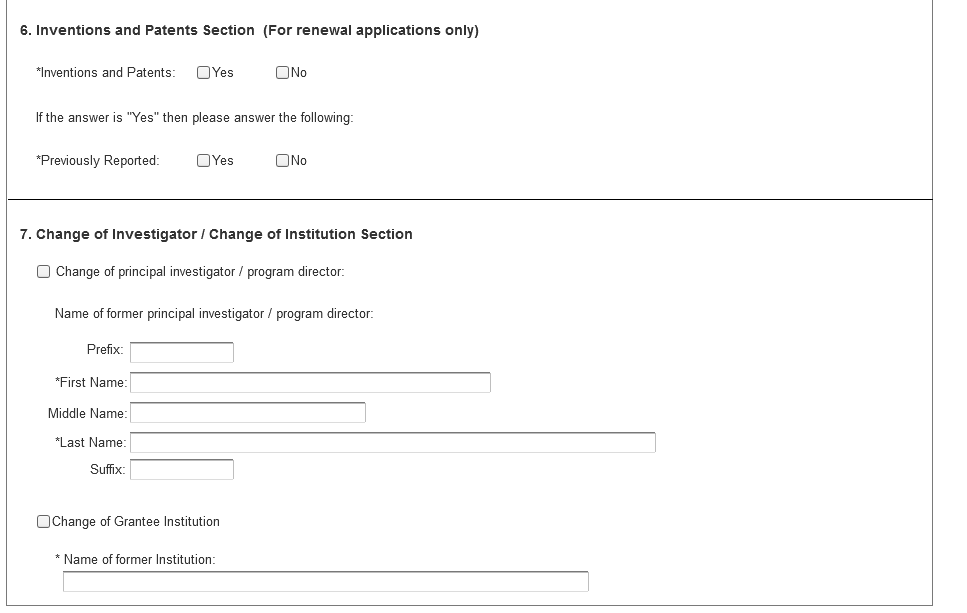 6. Inventions and Patents Section (For renewal applications only)
*Inventions and Patents: Yes No
If the answer is "Yes" then please answer the following:
*Previously Reported: Yes No
7. Change of Investigator / Change of Institution Section
Change of principal investigator / program director:
Name of former principal investigator / program director:
Prefix:
*First Name:
Middle Name:
*Last Name:
Suffix:
Change of Grantee Institution
* Name of former Institution: